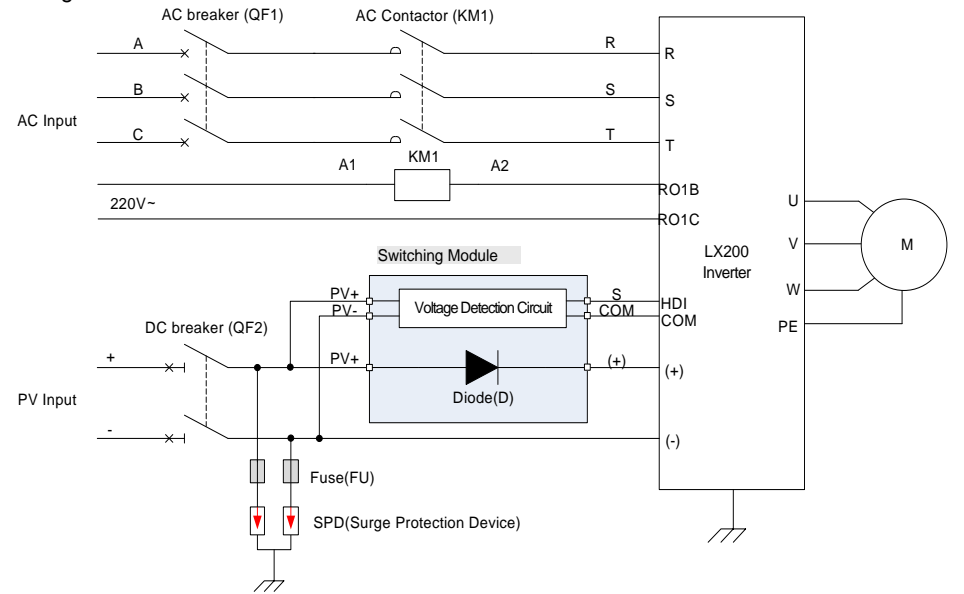 AC breaker (QF1)
AC Contactor (KM1)
A
R
R
B
S
S
AC Input
C
T
T
A1
KM1
A2
RO1B
220V~
RO1C
U
V
W
PE
M
LX200
Inverter
Switching Module
PV+
Voltage Detection Circuit
S
HDI
PV-
COM
COM
DC breaker (QF2)
+
PV+
(+)
(+)
Diode(D)
PV Input
-
(-)
Fuse(FU)
SPD(Surge Protection Device)